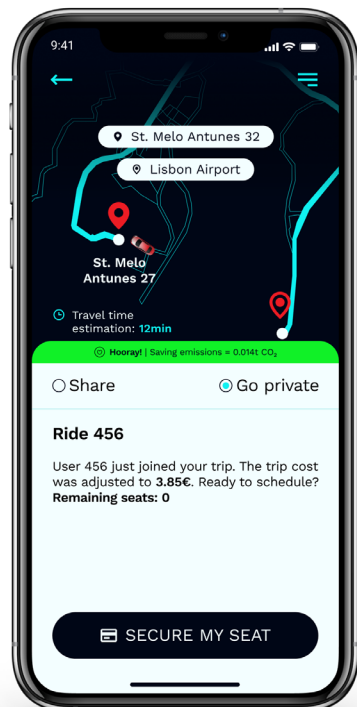 9:41
St. Melo Antunes 32
Lisbon Airport
St. Melo
Antunes 27
Travel time
estimation: 12min
Hooray! | Saving emissions = 0.014t CO₂
Share
Go private
Ride 456
User 456 just joined your trip. The trip cost
was adjusted to 3.85€. Ready to schedule?
Remaining seats: 0
SECURE MY SEAT